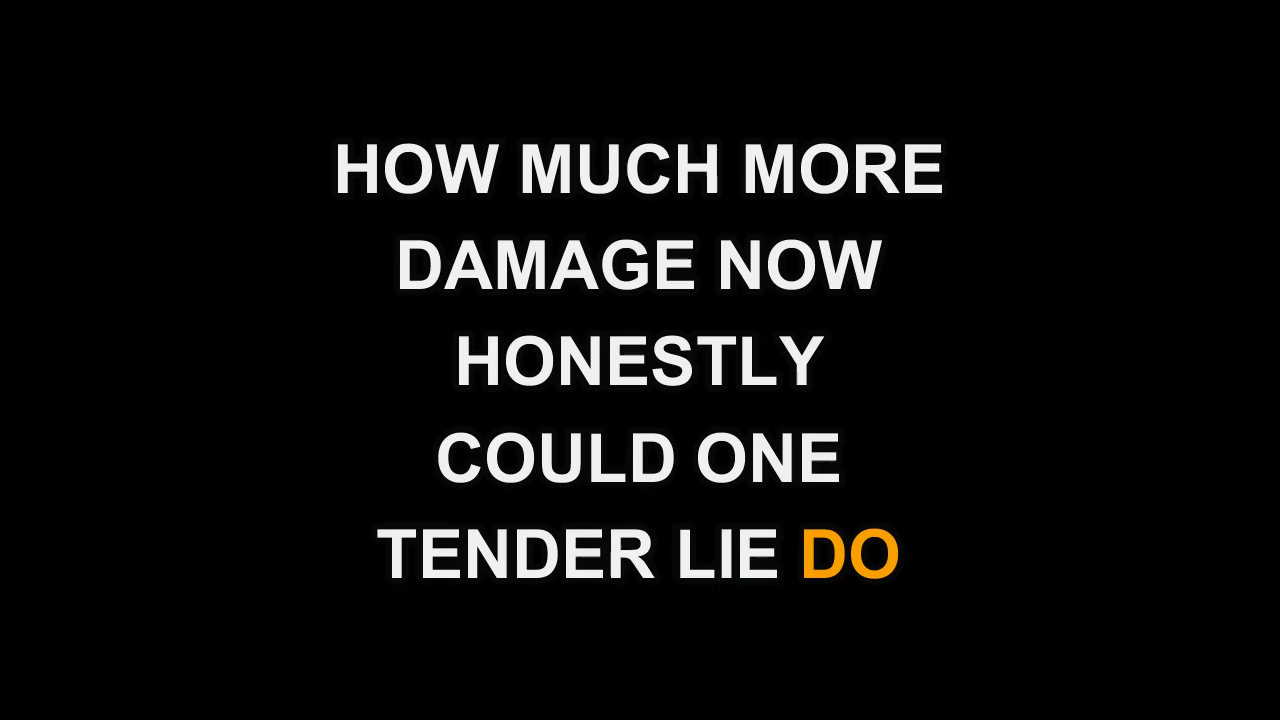 HOW MUCH MORE
DAMAGE NOW
HONESTLY
COULD ONE
TENDER LIE DO